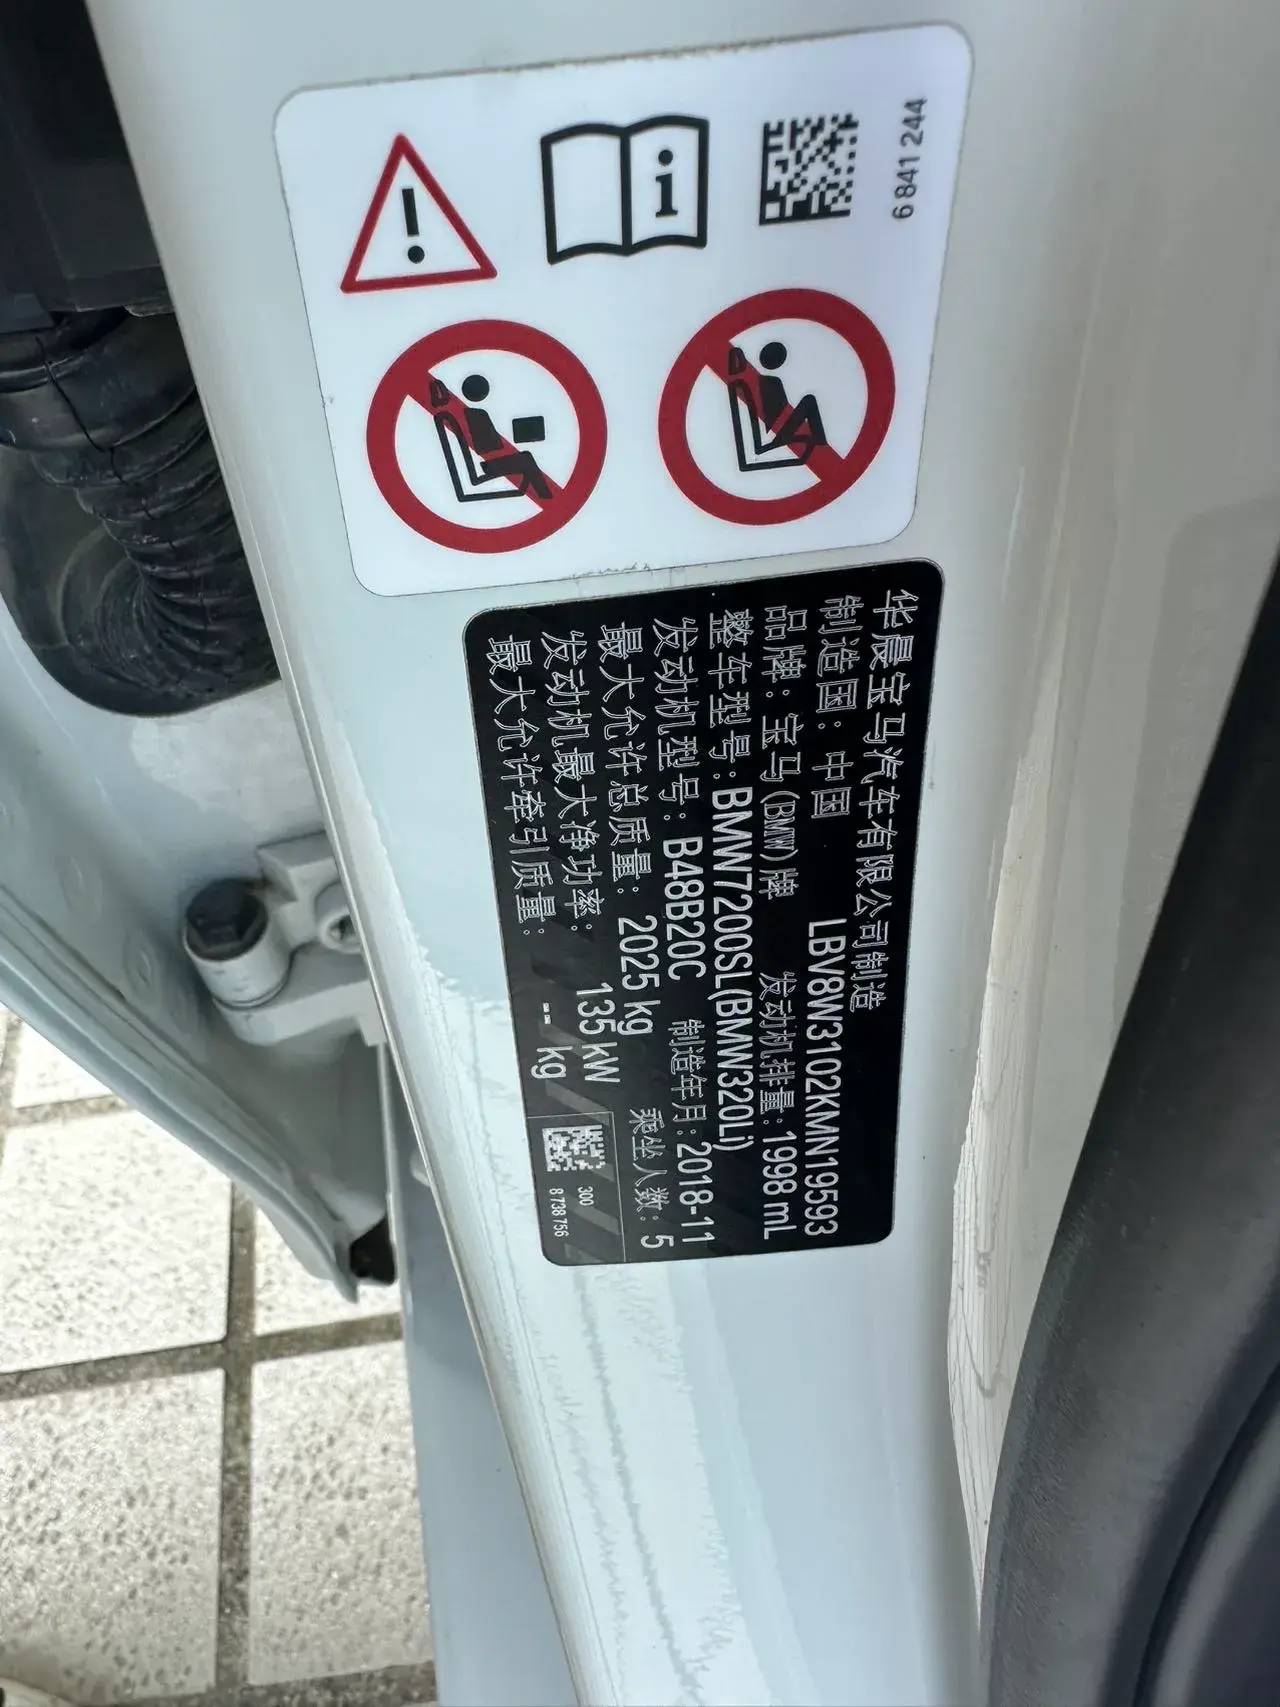 6 841 244
华晨宝马汽车有限公司制造
制造国：中国 LBV8W3102KMN19593
品牌：宝马(BMW)牌 发动机排量：1998 mL
整车型号：BMW7200SL(BMW320Li)
发动机型号：B48B20C 制造年月：2018-11
最大允许总质量：2025 kg 乘坐人数：5
发动机最大净功率：135 kW
最大允许牵引质量：-- kg
300
8 738 756